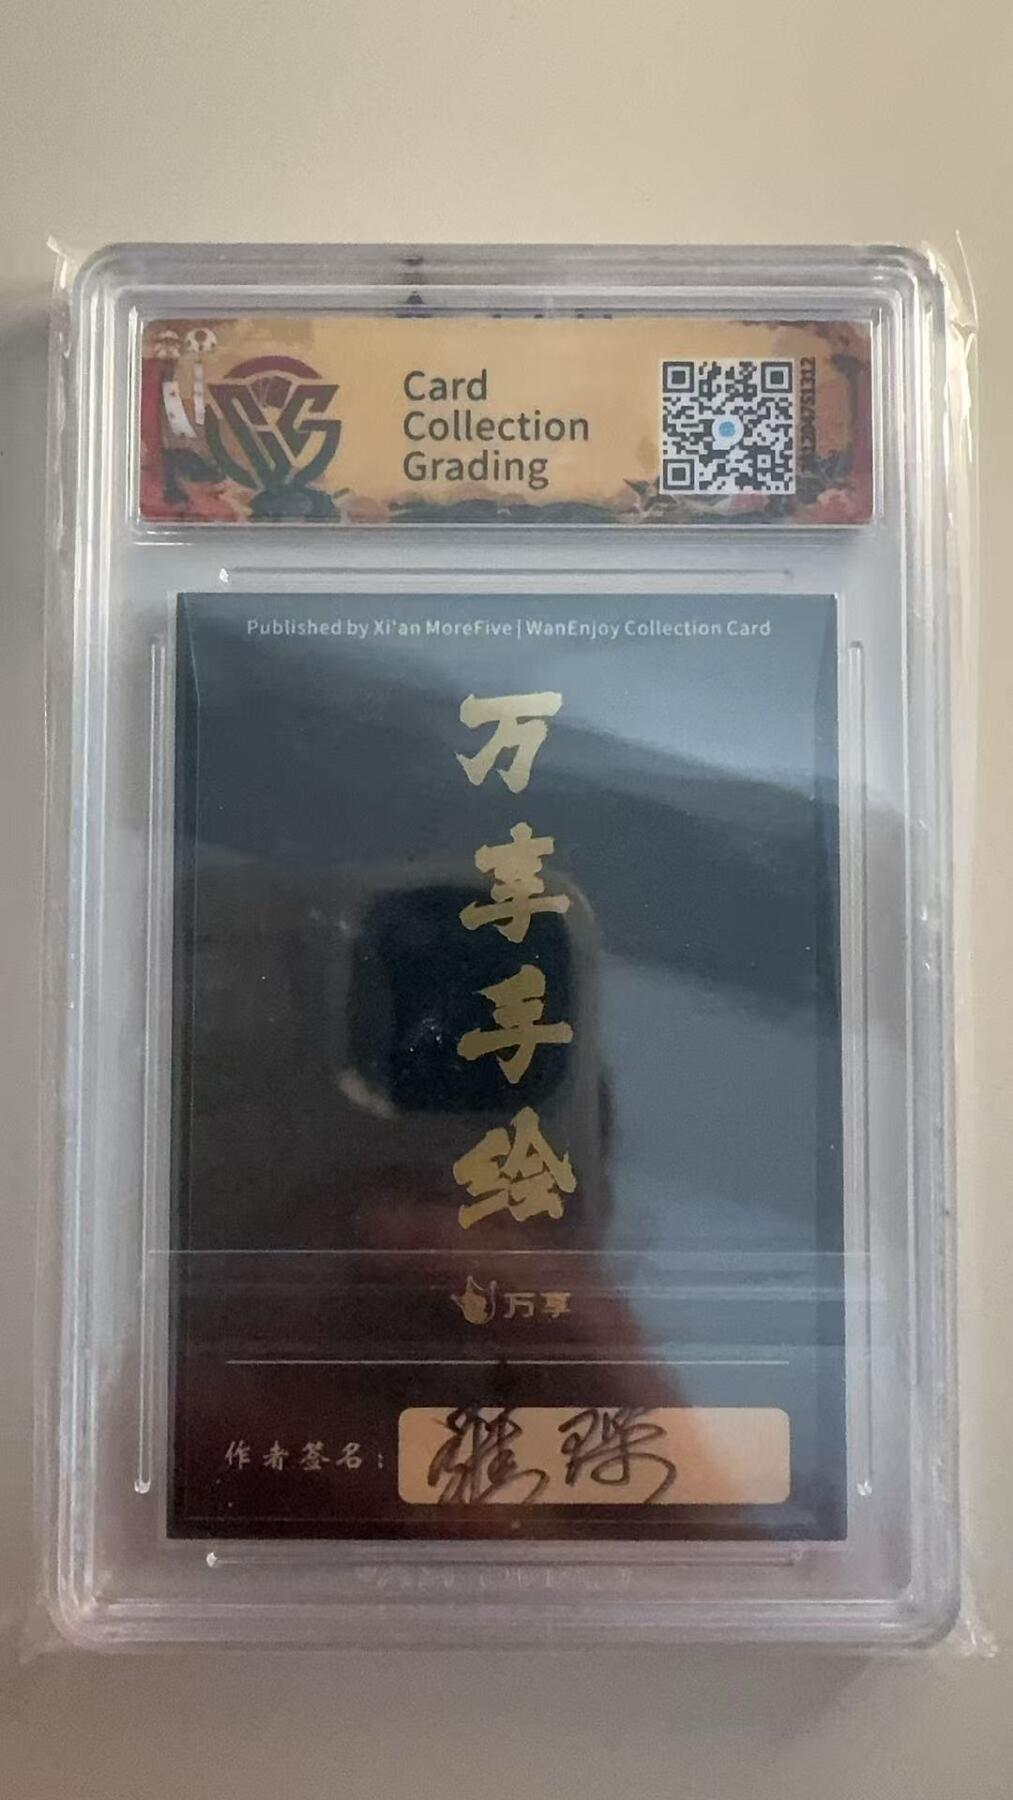 Card
Collection
Grading
Published by Xi'an MoreFive | WanEnjoy Collection Card
万
享
手
绘
万享
作者签名：